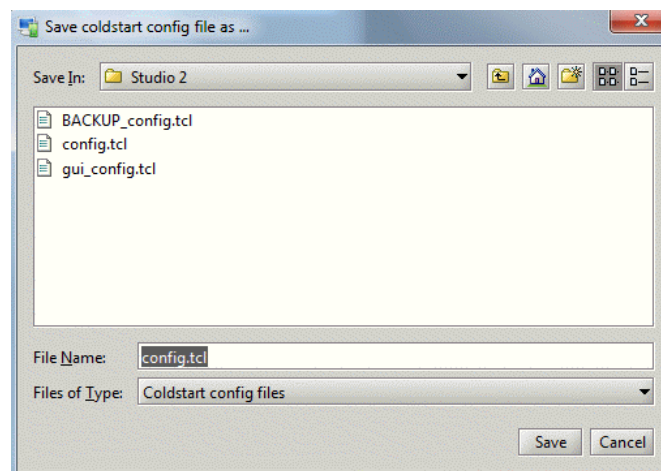 Save coldstart config file as ...
Save In: Studio 2
BACKUP_config.tcl
config.tcl
gui_config.tcl
File Name: config.tcl
Files of Type: Coldstart config files
Save Cancel